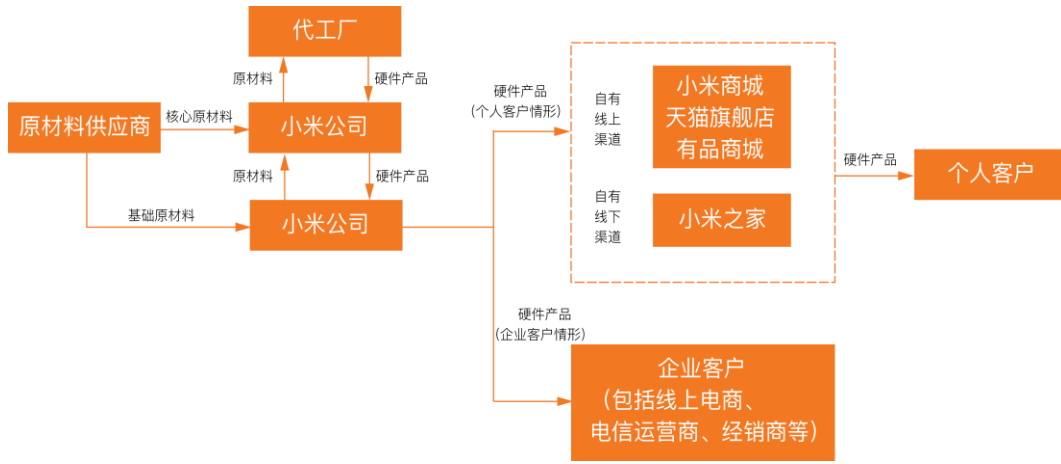 代工厂
原材料
硬件产品
原材料供应商
核心原材料
小米公司
原材料
硬件产品
基础原材料
小米公司
硬件产品
(个人客户情形)
自有
线上
渠道
小米商城
天猫旗舰店
有品商城
自有
线下
渠道
小米之家
硬件产品
个人客户
硬件产品
(企业客户情形)
企业客户
(包括线上电商、
电信运营商、经销商等)